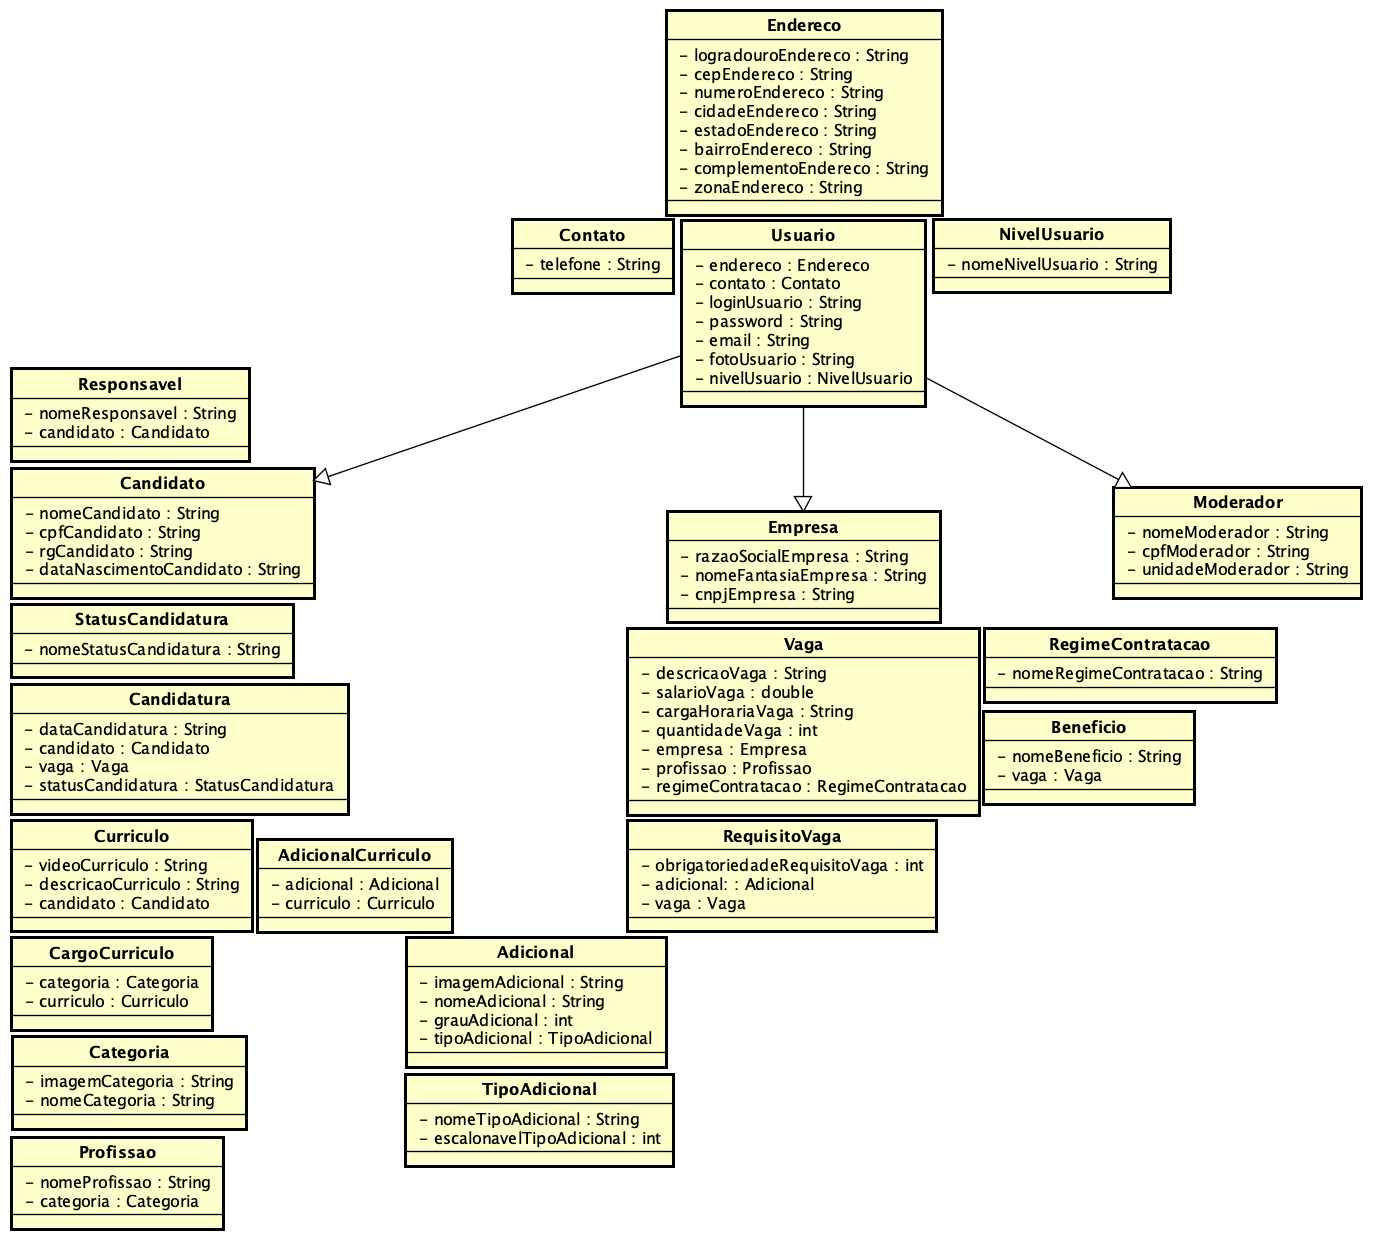 Endereco
- logradouroEndereco : String
- cepEndereco : String
- numeroEndereco : String
- cidadeEndereco : String
- estadoEndereco : String
- bairroEndereco : String
- complementoEndereco : String
- zonaEndereco : String
Contato
- telefone : String
Usuario
- endereco : Endereco
- contato : Contato
- loginUsuario : String
- password : String
- email : String
- fotoUsuario : String
- nivelUsuario : NivelUsuario
NivelUsuario
- nomeNivelUsuario : String
Responsavel
- nomeResponsavel : String
- candidato : Candidato
Candidato
- nomeCandidato : String
- cpfCandidato : String
- rgCandidato : String
- dataNascimentoCandidato : String
Empresa
- razaoSocialEmpresa : String
- nomeFantasiaEmpresa : String
- cnpjEmpresa : String
Moderador
- nomeModerador : String
- cpfModerador : String
- unidadeModerador : String
StatusCandidatura
- nomeStatusCandidatura : String
Candidatura
- dataCandidatura : String
- candidato : Candidato
- vaga : Vaga
- statusCandidatura : StatusCandidatura
Vaga
- descricaoVaga : String
- salarioVaga : double
- cargaHorariaVaga : String
- quantidadeVaga : int
- empresa : Empresa
- profissao : Profissao
- regimeContratacao : RegimeContratacao
RegimeContratacao
- nomeRegimeContratacao : String
Beneficio
- nomeBeneficio : String
- vaga : Vaga
Curriculo
- videoCurriculo : String
- descricaoCurriculo : String
- candidato : Candidato
AdicionalCurriculo
- adicional : Adicional
- curriculo : Curriculo
RequisitoVaga
- obrigatoriedadeRequisitoVaga : int
- adicional: : Adicional
- vaga : Vaga
CargoCurriculo
- categoria : Categoria
- curriculo : Curriculo
Adicional
- imagemAdicional : String
- nomeAdicional : String
- grauAdicional : int
- tipoAdicional : TipoAdicional
Categoria
- imagemCategoria : String
- nomeCategoria : String
TipoAdicional
- nomeTipoAdicional : String
- escalonavelTipoAdicional : int
Profissao
- nomeProfissao : String
- categoria : Categoria